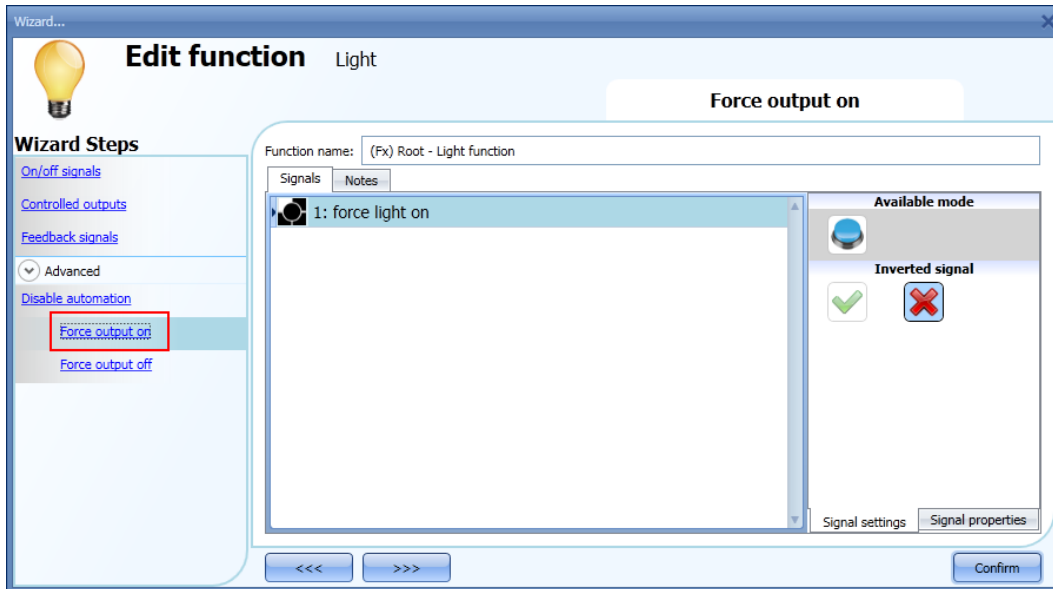 Wizard...
Edit function Light
Force output on
Wizard Steps
On/off signals
Controlled outputs
Feedback signals
Advanced
Disable automation
Force output on
Force output off
Function name: (Fx) Root - Light function
Signals Notes
1: force light on
Available mode
Inverted signal
Signal settings Signal properties
<<< >>> Confirm